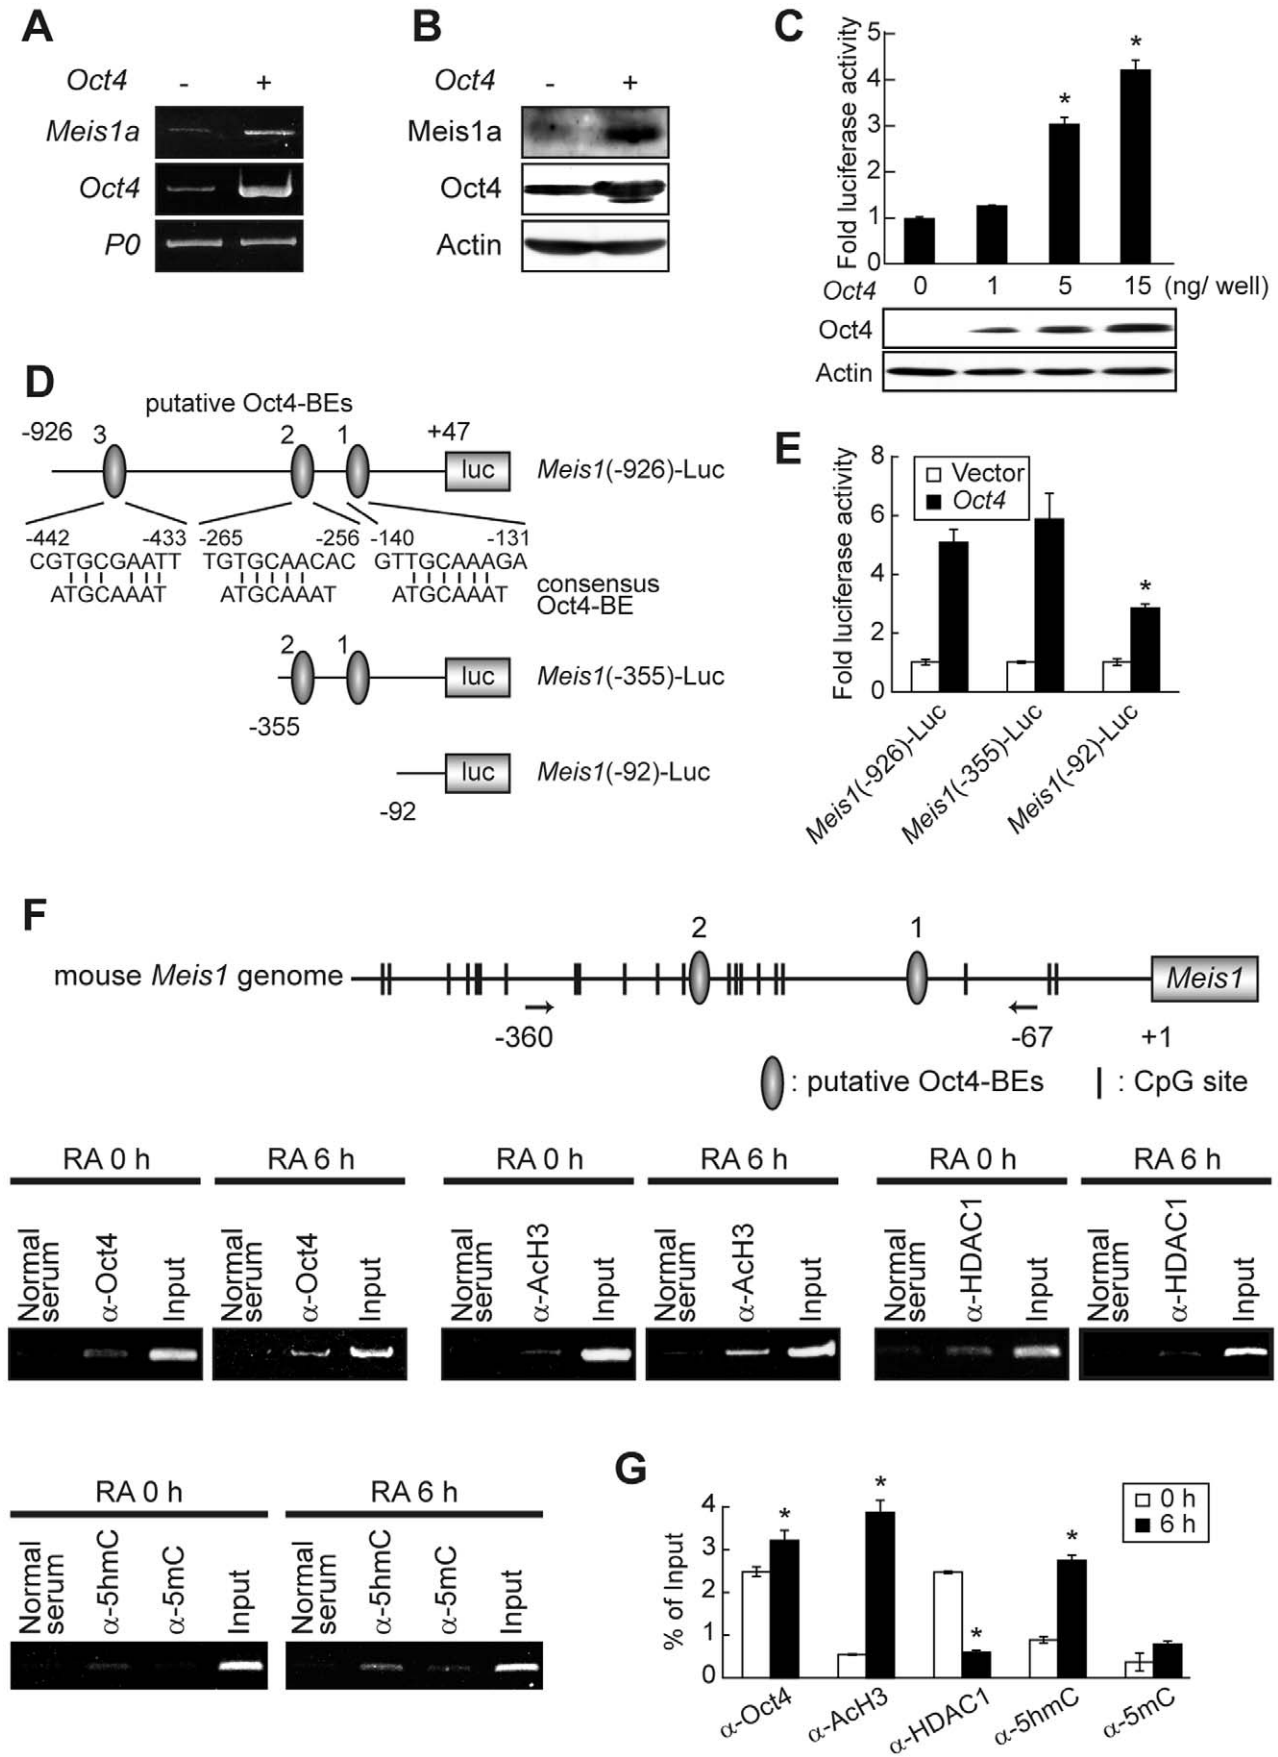 A
Oct4 - +
Meis1a
Oct4
P0
B
Oct4 - +
Meis1a
Oct4
Actin
C
Fold luciferase activity
5
4
3
2
1
0
*
*
Oct4 0 1 5 15 (ng/ well)
Oct4
Actin
D
putative Oct4-BEs
-926 3 2 1 +47
luc Meis1(-926)-Luc
-442 -433 -265 -256 -140 -131
CGTGCGAATT TGTGCAACAC GTTGCAAAGA
ATGCAAAT ATGCAAAT ATGCAAAT
consensus
Oct4-BE
2 1
luc Meis1(-355)-Luc
-355
luc Meis1(-92)-Luc
-92
E
Fold luciferase activity
8
6
4
2
0
Vector
Oct4
*
Meis1(-926)-Luc
Meis1(-355)-Luc
Meis1(-92)-Luc
F
2 1
mouse Meis1 genome Meis1
-360 -67 +1
: putative Oct4-BEs : CpG site
RA 0 h RA 6 h RA 0 h RA 6 h RA 0 h RA 6 h
Normal
serum
α-Oct4
Input
Normal
serum
α-Oct4
Input
Normal
serum
α-AcH3
Input
Normal
serum
α-AcH3
Input
Normal
serum
α-HDAC1
Input
Normal
serum
α-HDAC1
Input
RA 0 h RA 6 h
Normal
serum
α-5hmC
α-5mC
Input
Normal
serum
α-5hmC
α-5mC
Input
G
% of Input
4
3
2
1
0
*
*
*
*
0 h
6 h
α-Oct4
α-AcH3
α-HDAC1
α-5hmC
α-5mC